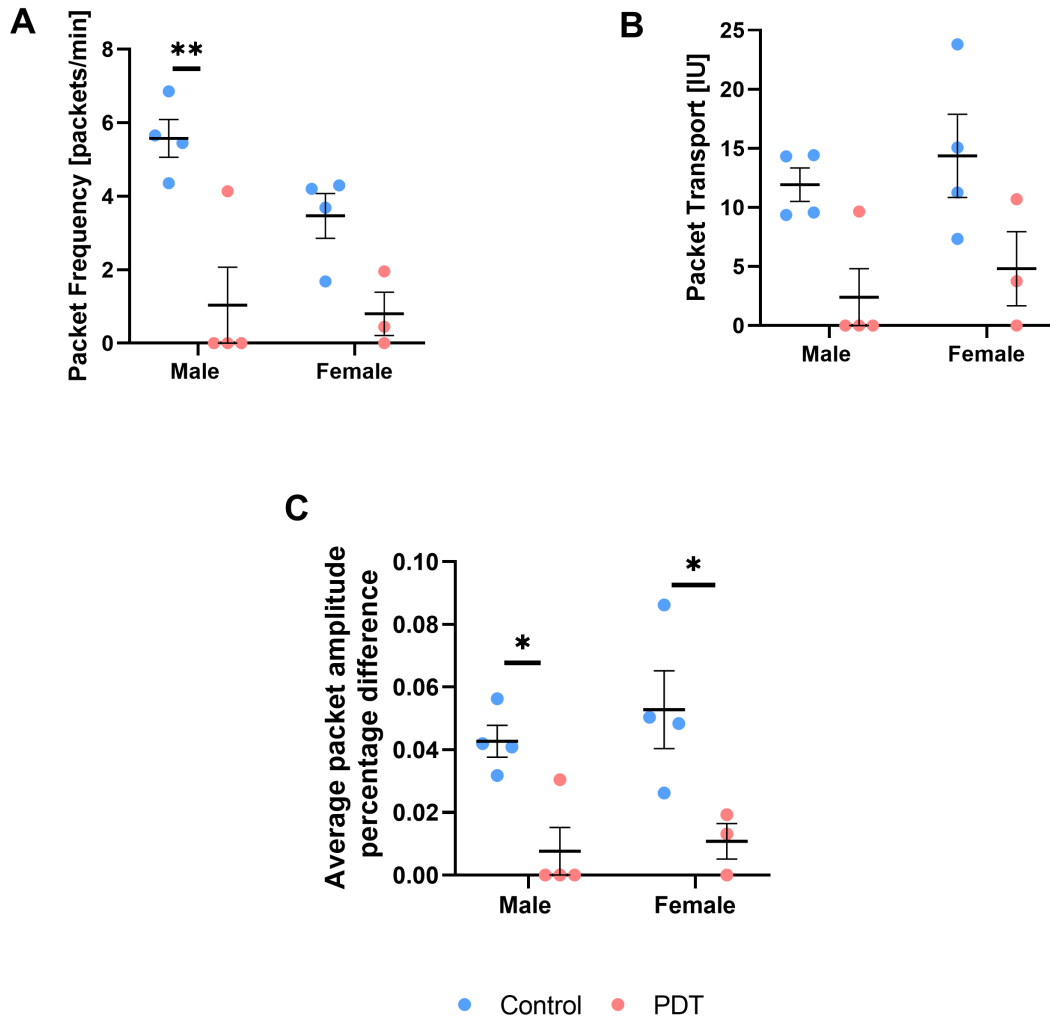 A
Packet Frequency [packets/min]
8
6
4
2
0
**
Male
Female
B
Packet Transport [IU]
25
20
15
10
5
0
Male
Female
C
Average packet amplitude
percentage difference
0.10
0.08
0.06
0.04
0.02
0.00
*
*
Male
Female
Control
PDT